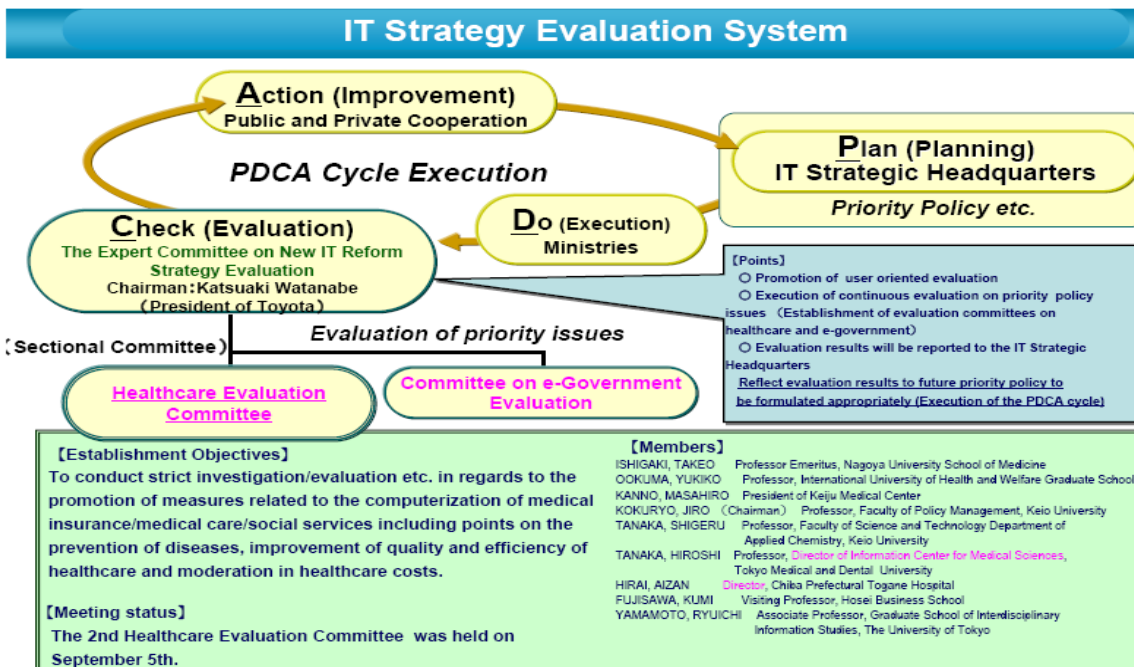 IT Strategy Evaluation System
Action (Improvement)
Public and Private Cooperation
PDCA Cycle Execution
Plan (Planning)
IT Strategic Headquarters
Priority Policy etc.
Do (Execution)
Ministries
Check (Evaluation)
The Expert Committee on New IT Reform
Strategy Evaluation
Chairman:Katsuaki Watanabe
(President of Toyota)
【Points】
○ Promotion of user oriented evaluation
○ Execution of continuous evaluation on priority policy
issues (Establishment of evaluation committees on
healthcare and e-government)
○ Evaluation results will be reported to the IT Strategic
Headquarters
Reflect evaluation results to future priority policy to
be formulated appropriately (Execution of the PDCA cycle)
(Sectional Committee)
Evaluation of priority issues
Healthcare Evaluation
Committee
Committee on e-Government
Evaluation
【Establishment Objectives】
To conduct strict investigation/evaluation etc. in regards to the
promotion of measures related to the computerization of medical
insurance/medical care/social services including points on the
prevention of diseases, improvement of quality and efficiency of
healthcare and moderation in healthcare costs.
【Meeting status】
The 2nd Healthcare Evaluation Committee was held on
September 5th.
【Members】
ISHIGAKI, TAKEO Professor Emeritus, Nagoya University School of Medicine
OOKUMA, YUKIKO Professor, International University of Health and Welfare Graduate School
KANNO, MASAHIRO President of Keiju Medical Center
KOKURYO, JIRO (Chairman) Professor, Faculty of Policy Management, Keio University
TANAKA, SHIGERU Professor, Faculty of Science and Technology Department of
Applied Chemistry, Keio University
TANAKA, HIROSHI Professor, Director of Information Center for Medical Sciences,
Tokyo Medical and Dental University
HIRAI, AIZAN Director, Chiba Prefectural Togane Hospital
FUJISAWA, KUMI Visiting Professor, Hosei Business School
YAMAMOTO, RYUICHI Associate Professor, Graduate School of Interdisciplinary
Information Studies, The University of Tokyo